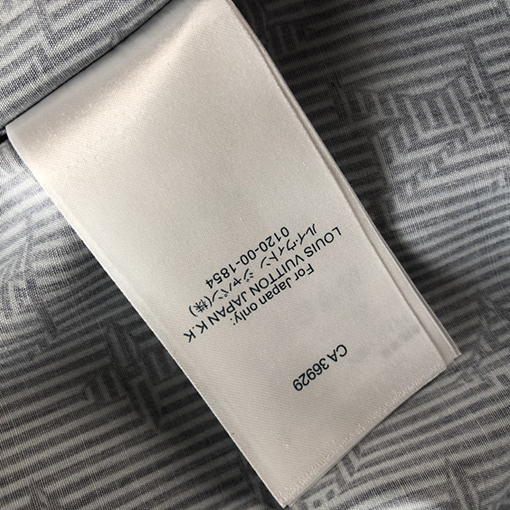 For Japan only:
LOUIS VUITTON JAPAN K.K
ルイ・ヴィトン ジャパン(株)
0120-00-1854
CA 36929